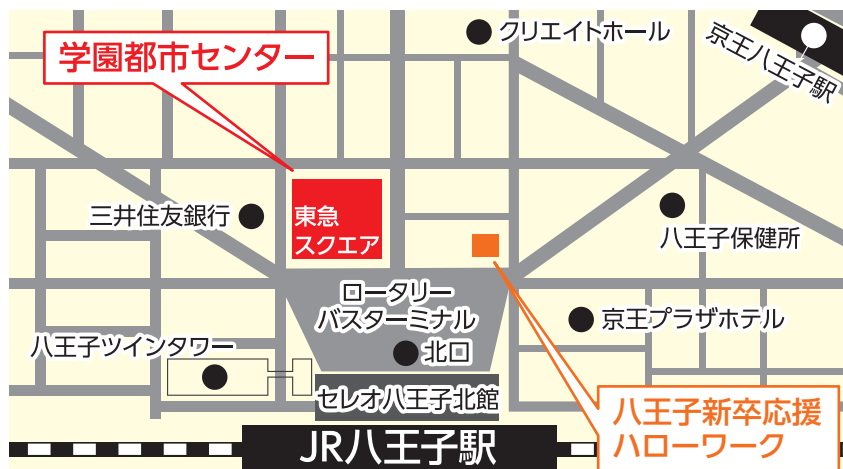 クリエイトホール
京王八王子駅
学園都市センター
三井住友銀行
東急
スクエア
八王子保健所
ロータリー
バスターミナル
京王プラザホテル
八王子ツインタワー
北口
セレオ八王子北館
八王子新卒応援
ハローワーク
JR八王子駅